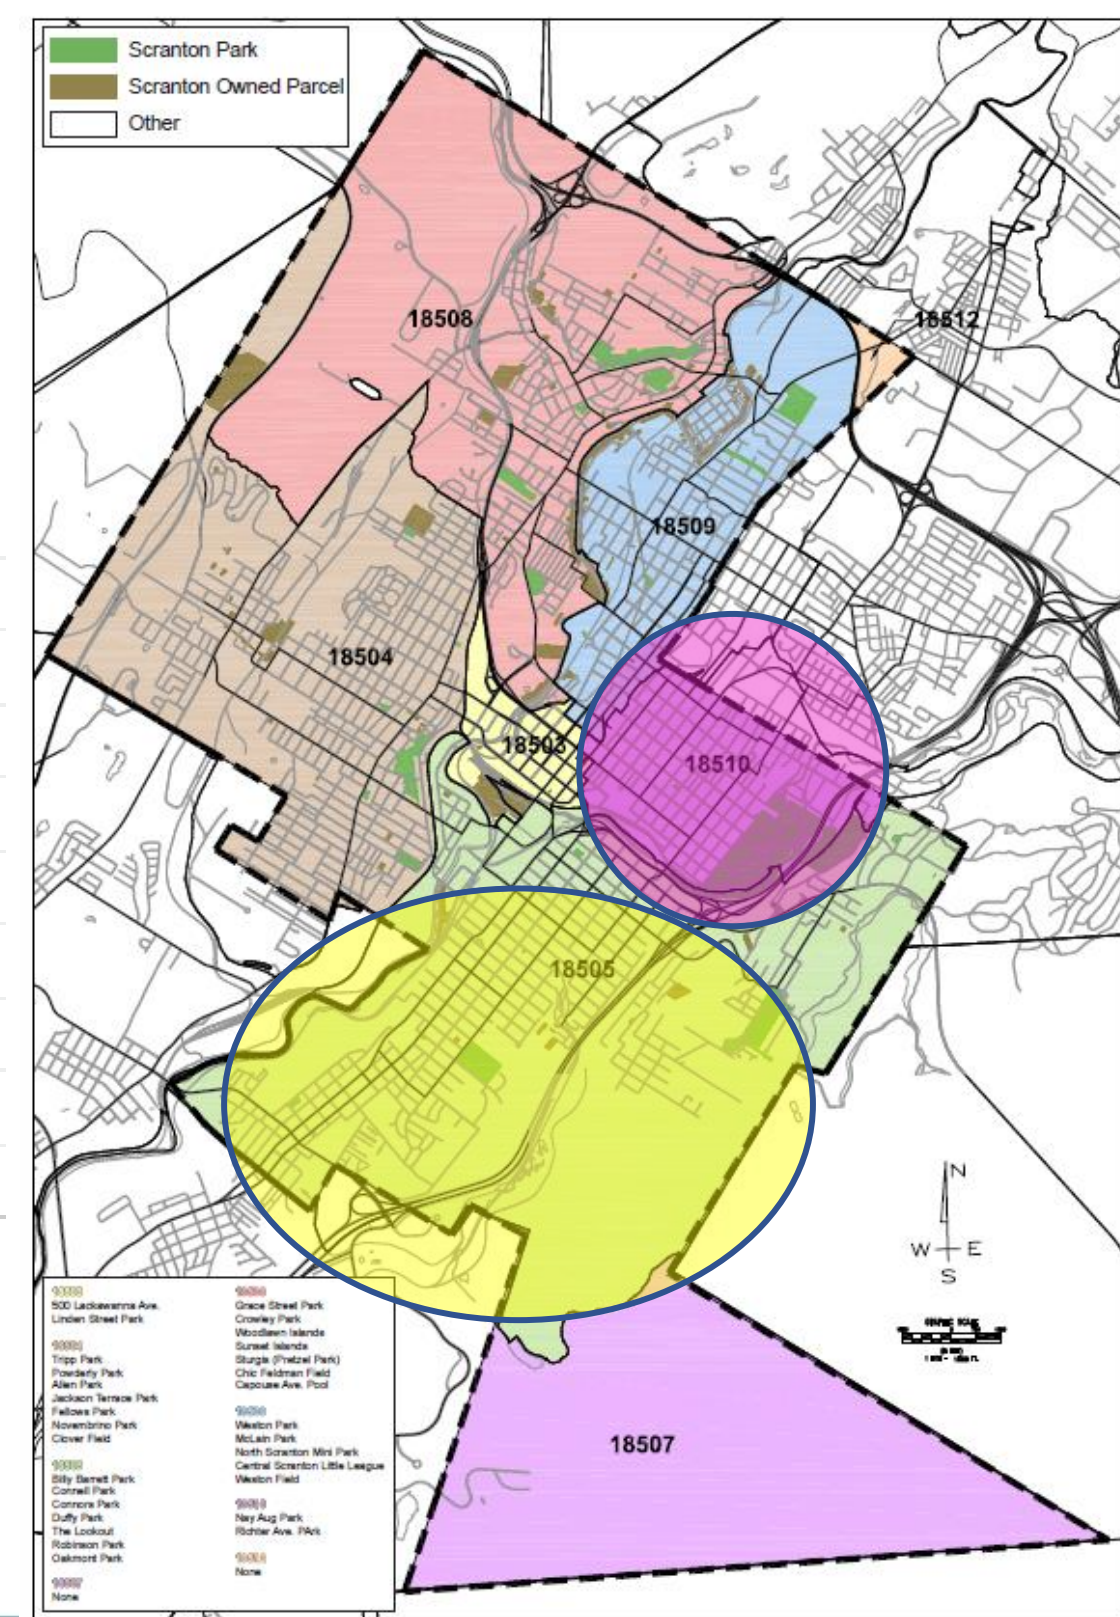 Scranton Park
Scranton Owned Parcel
Other
18508
18512
18509
18504
18503
18510
18505
N
W E
S
18507
500 Lackawanna Ave.
Linden Street Park
Tripp Park
Powderly Park
Allen Park
Jackson Terrace Park
Fellows Park
Novembrino Park
Clover Field
Billy Barrett Park
Connell Park
Connors Park
Duffy Park
The Lookout
Robinson Park
Oakmont Park
None
Grace Street Park
Crowley Park
Woodlawn Islands
Sunset Islands
Sturgis (Pretzel Park)
Chic Feldman Field
Capouse Ave. Pool
Weston Park
McLain Park
North Scranton Mini Park
Central Scranton Little League
Weston Field
Nay Aug Park
Richter Ave. PArk
None
GRAPHIC SCALE